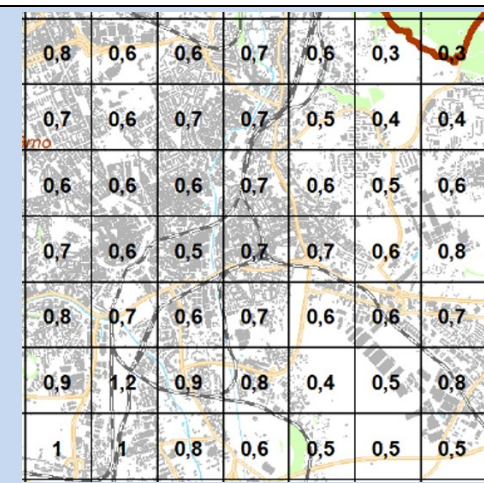 0,8 0,6 0,6 0,7 0,6 0,3 0,3
0,7 0,6 0,7 0,7 0,5 0,4 0,4
rno
0,6 0,6 0,6 0,7 0,6 0,5 0,6
0,7 0,6 0,5 0,7 0,7 0,6 0,8
0,8 0,7 0,6 0,7 0,6 0,6 0,7
0,9 1,2 0,9 0,8 0,4 0,5 0,8
1 1 0,8 0,6 0,5 0,5 0,5